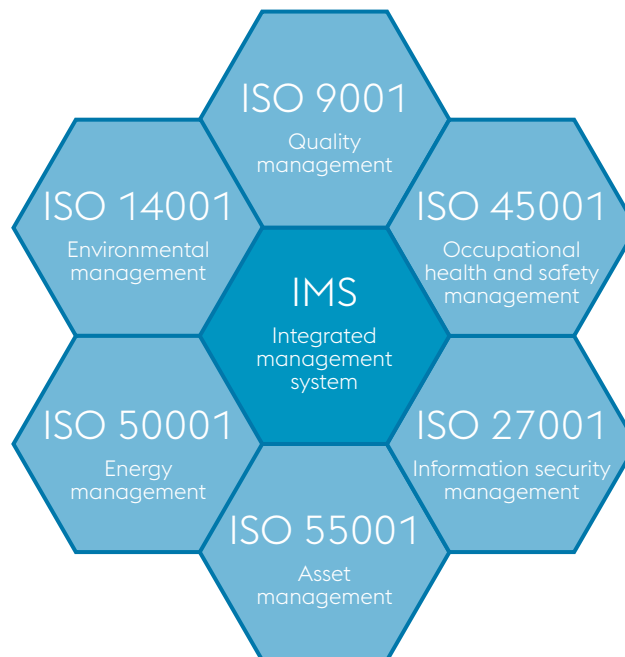 ISO 9001
Quality
management
ISO 14001
Environmental
management
ISO 45001
Occupational
health and safety
management
IMS
Integrated
management
system
ISO 50001
Energy
management
ISO 27001
Information security
management
ISO 55001
Asset
management